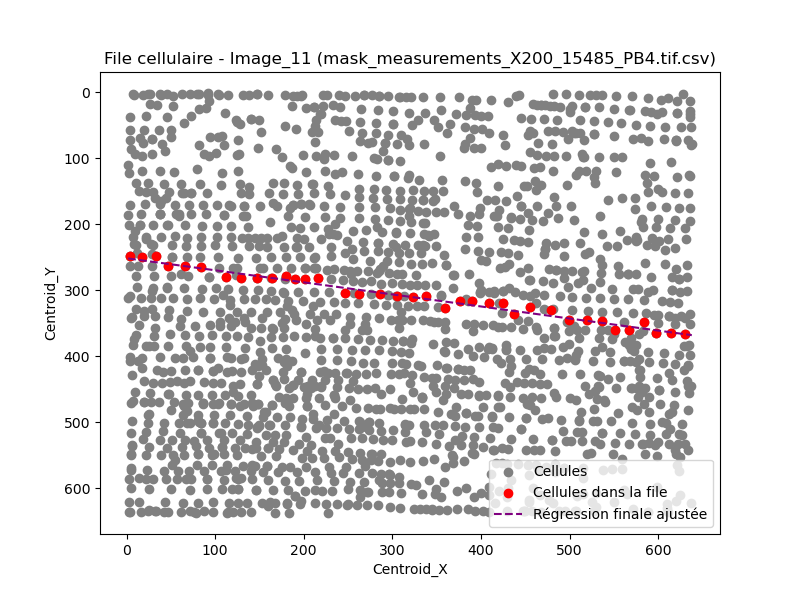 File cellulaire - Image_11 (mask_measurements_X200_15485_PB4.tif.csv)
0
100
200
300
400
500
600
Centroid_Y
Cellules
Cellules dans la file
Régression finale ajustée
0 100 200 300 400 500 600
Centroid_X